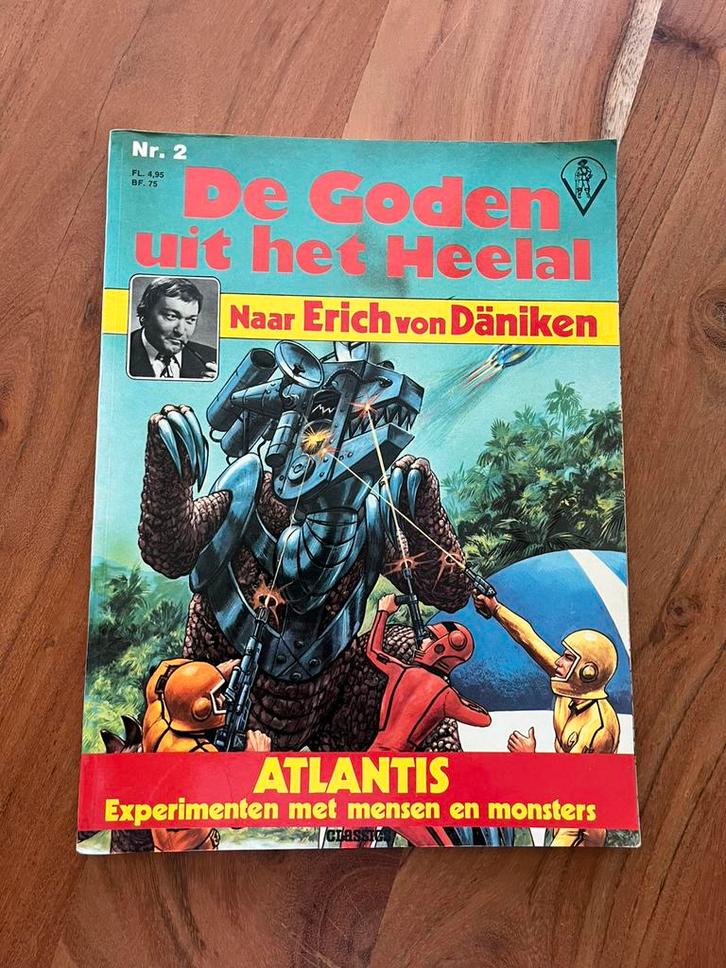 Nr. 2
FL. 4,95
BF. 75
De Goden
uit het Heelal
Naar Erich von Däniken
ATLANTIS
Experimenten met mensen en monsters
CLASSICS